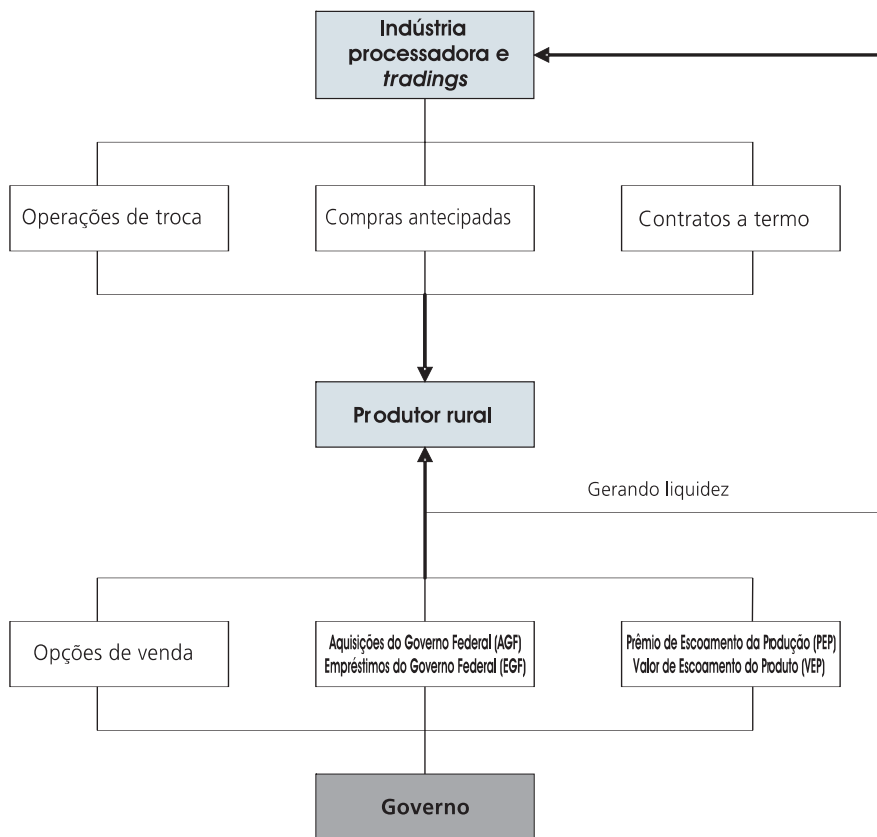 Indústria
processadora e
tradings
Operações de troca
Compras antecipadas
Contratos a termo
Produtor rural
Gerando liquidez
Opções de venda
Aquisições do Governo Federal (AGF)
Empréstimos do Governo Federal (EGF)
Prêmio de Escoamento da Produção (PEP)
Valor de Escoamento do Produto (VEP)
Governo